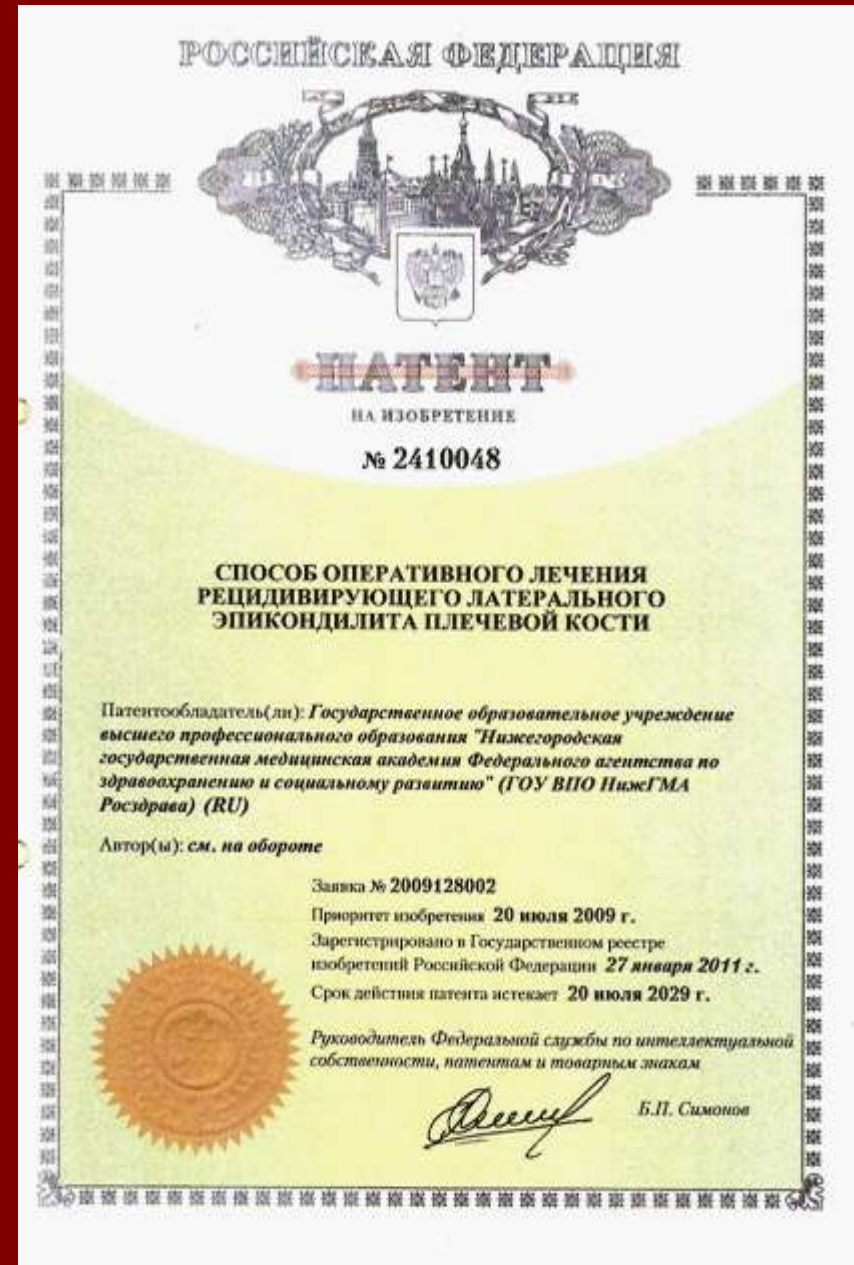 РОССИЙСКАЯ ФЕДЕРАЦИЯ
ПАТЕНТ
НА ИЗОБРЕТЕНИЕ
№ 2410048
СПОСОБ ОПЕРАТИВНОГО ЛЕЧЕНИЯ
РЕЦИДИВИРУЮЩЕГО ЛАТЕРАЛЬНОГО
ЭПИКОНДИЛИТА ПЛЕЧЕВОЙ КОСТИ
Патентообладатель(ли): Государственное образовательное учреждение
высшего профессионального образования "Нижегородская
государственная медицинская академия Федерального агентства по
здравоохранению и социальному развитию" (ГОУ ВПО НижГМА
Росздрава) (RU)
Автор(ы): см. на обороте
Заявка № 2009128002
Приоритет изобретения 20 июля 2009 г.
Зарегистрировано в Государственном реестре
изобретений Российской Федерации 27 января 2011 г.
Срок действия патента истекает 20 июля 2029 г.
Руководитель Федеральной службы по интеллектуальной
собственности, патентам и товарным знакам
Б.П. Симонов